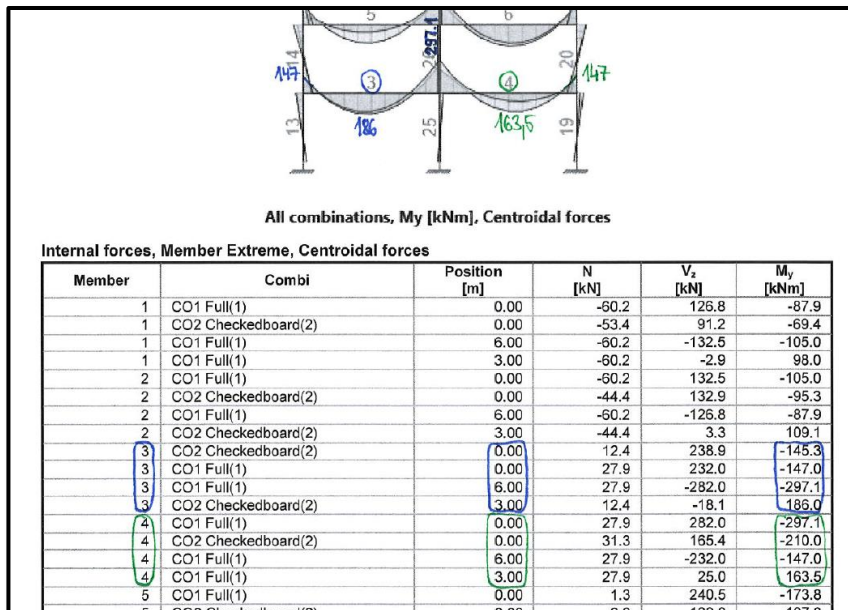 5 6
14 297.1 20
147 3 4 147
13 186 25 163,5 19
All combinations, My [kNm], Centroidal forces
Internal forces, Member Extreme, Centroidal forces
Member Combi Position [m] N [kN] Vz [kN] My [kNm]
1 CO1 Full(1) 0.00 -60.2 126.8 -87.9
1 CO2 Checkedboard(2) 0.00 -53.4 91.2 -69.4
1 CO1 Full(1) 6.00 -60.2 -132.5 -105.0
1 CO1 Full(1) 3.00 -60.2 -2.9 98.0
2 CO1 Full(1) 0.00 -60.2 132.5 -105.0
2 CO2 Checkedboard(2) 0.00 -44.4 132.9 -95.3
2 CO1 Full(1) 6.00 -60.2 -126.8 -87.9
2 CO2 Checkedboard(2) 3.00 -44.4 3.3 109.1
3 CO2 Checkedboard(2) 0.00 12.4 238.9 -145.3
3 CO1 Full(1) 0.00 27.9 232.0 -147.0
3 CO1 Full(1) 6.00 27.9 -282.0 -297.1
3 CO2 Checkedboard(2) 3.00 12.4 -18.1 186.0
4 CO1 Full(1) 0.00 27.9 282.0 -297.1
4 CO2 Checkedboard(2) 0.00 31.3 165.4 -210.0
4 CO1 Full(1) 6.00 27.9 -232.0 -147.0
4 CO1 Full(1) 3.00 27.9 25.0 163.5
5 CO1 Full(1) 0.00 1.3 240.5 -173.8